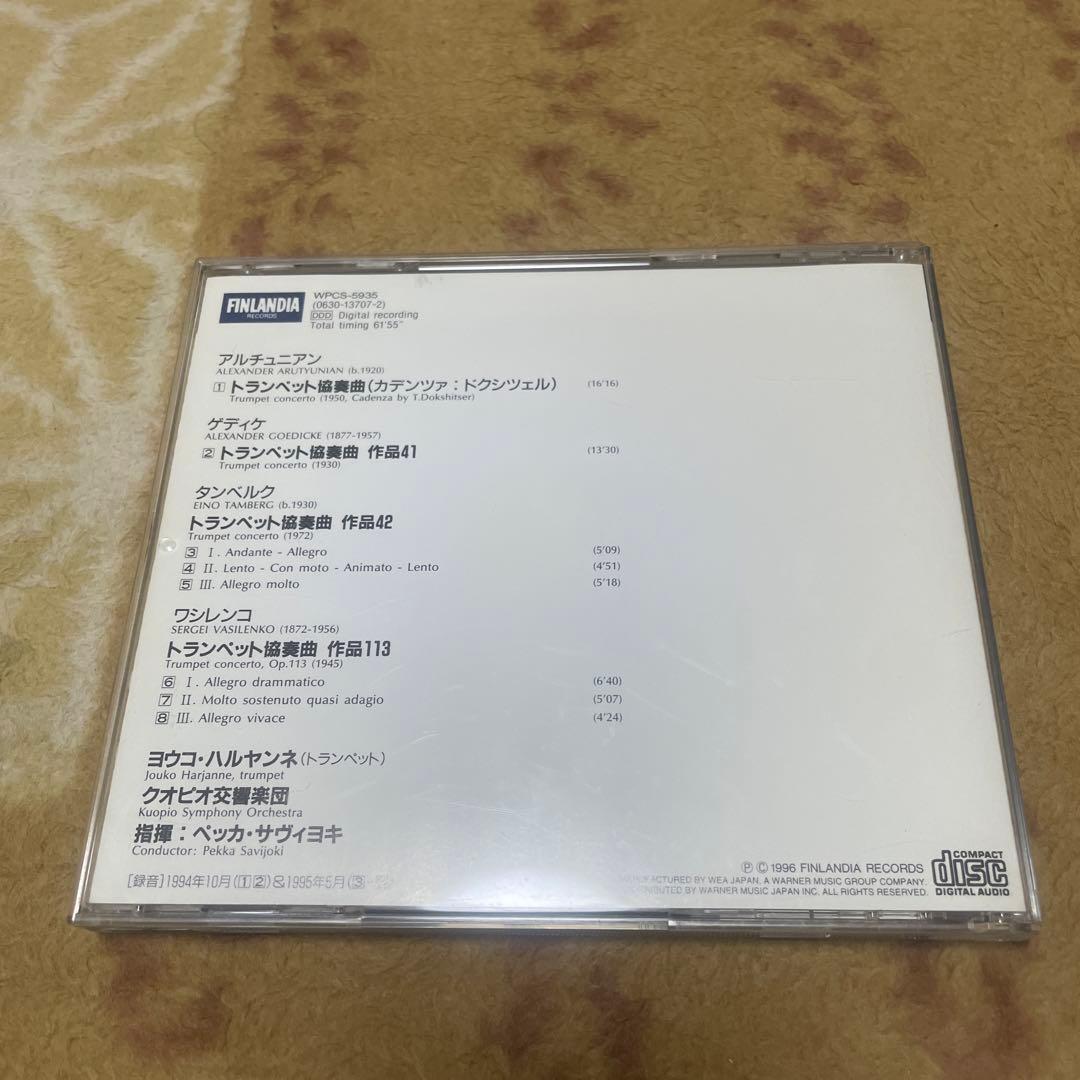 FINLANDIA
RECORDS
WPCS-5935
(0630-13707-2)
DDD Digital recording
Total timing 61'55"
アルチュニアン
ALEXANDER ARUTYUNIAN (b.1920)
1 トランペット協奏曲(カデンツァ:ドクシツェル) (16'16)
Trumpet concerto (1950, Cadenza by T.Dokshitser)
ゲディケ
ALEXANDER GOEDICKE (1877-1957)
2 トランペット協奏曲 作品41 (13'30)
Trumpet concerto (1930)
タンベルク
EINO TAMBERG (b.1930)
トランペット協奏曲 作品42
Trumpet concerto (1972)
3 I. Andante - Allegro (5'09)
4 II. Lento - Con moto - Animato - Lento (4'51)
5 III. Allegro molto (5'18)
ワシレンコ
SERGEI VASILENKO (1872-1956)
トランペット協奏曲 作品113
Trumpet concerto, Op.113 (1945)
6 I. Allegro drammatico (6'40)
7 II. Molto sostenuto quasi adagio (5'07)
8 III. Allegro vivace (4'24)
ヨウコ・ハルヤンネ(トランペット)
Jouko Harjanne, trumpet
クオピオ交響楽団
Kuopio Symphony Orchestra
指揮:ペッカ・サヴィヨキ
Conductor: Pekka Savijoki
[録音]1994年10月(1 2)&1995年5月(3
Ⓟ Ⓒ 1996 FINLANDIA RECORDS
MANUFACTURED BY WEA JAPAN, A WARNER MUSIC GROUP COMPANY.
DISTRIBUTED BY WARNER MUSIC JAPAN INC. ALL RIGHTS RESERVED.
COMPACT
disc
DIGITAL AUDIO